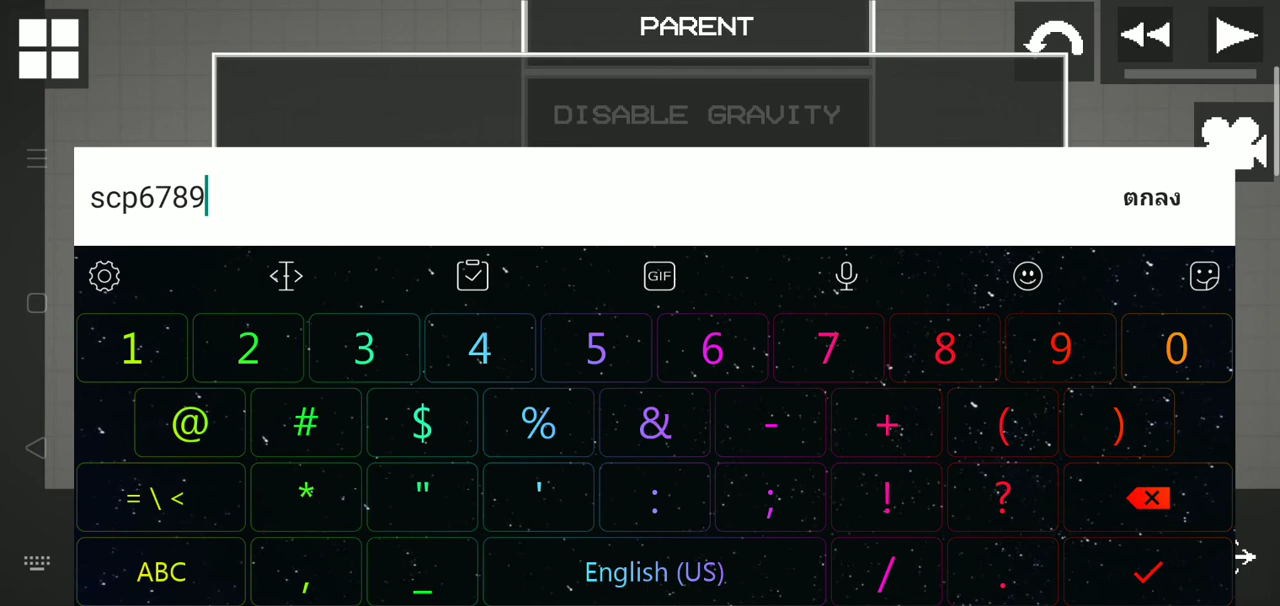 PARENT
DISABLE GRAVITY
scp6789
ตกลง
GIF
1 2 3 4 5 6 7 8 9 0
@ # $ % & - + ( )
= \ < * " ' : ; ! ?
ABC , _ English (US) / .